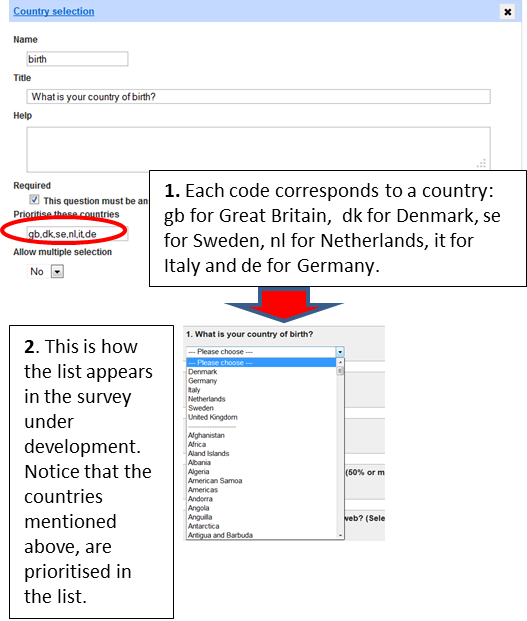 Country selection
Name
birth
Title
What is your country of birth?
Help
Required
This question must be an
Prioritise these countries
gb,dk,se,nl,it,de
Allow multiple selection
No
1. Each code corresponds to a country:
gb for Great Britain, dk for Denmark, se
for Sweden, nl for Netherlands, it for
Italy and de for Germany.
2. This is how
the list appears
in the survey
under
development.
Notice that the
countries
mentioned
above, are
prioritised in
the list.
1. What is your country of birth?
--- Please choose ---
--- Please choose ---
Denmark
Germany
Italy
Netherlands
Sweden
United Kingdom
Afghanistan
Africa
Aland Islands
Albania
Algeria
American Samoa
Americas
Andorra
Angola
Anguilla
Antarctica
Antigua and Barbuda
(50% or m
web? (Sele